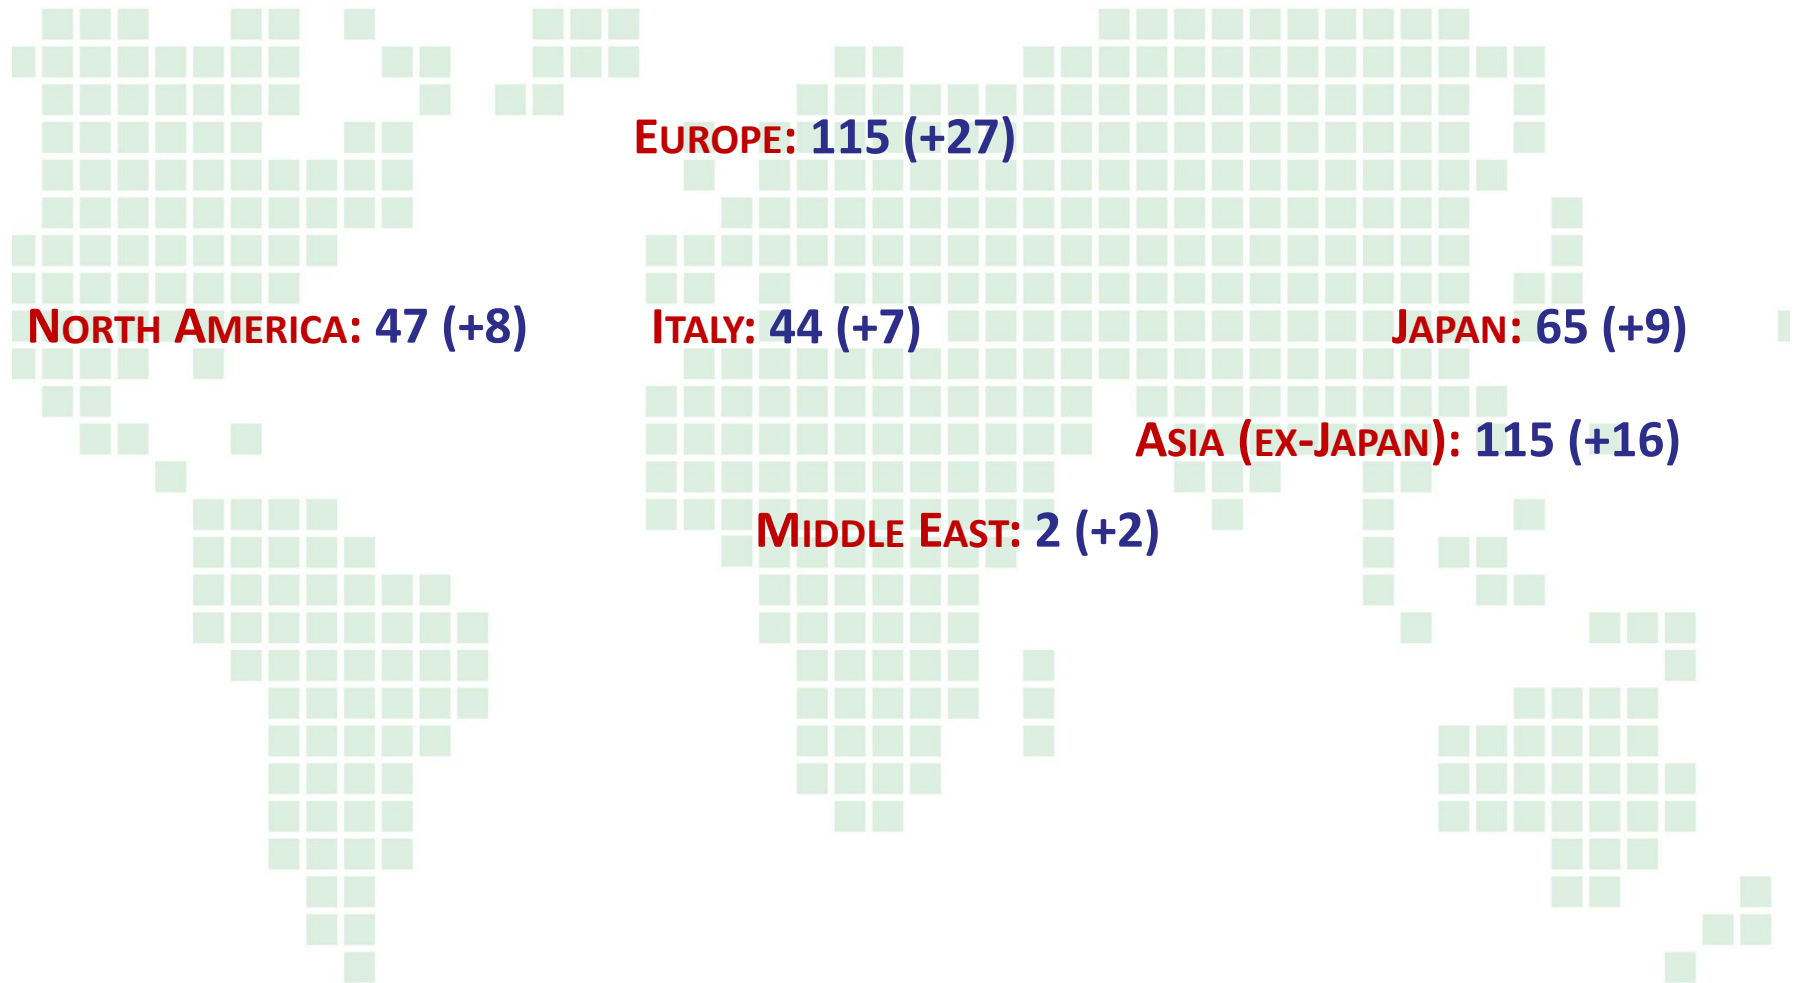 Europe: 115 (+27)
North America: 47 (+8)
Italy: 44 (+7)
Japan: 65 (+9)
Asia (ex-Japan): 115 (+16)
Middle East: 2 (+2)